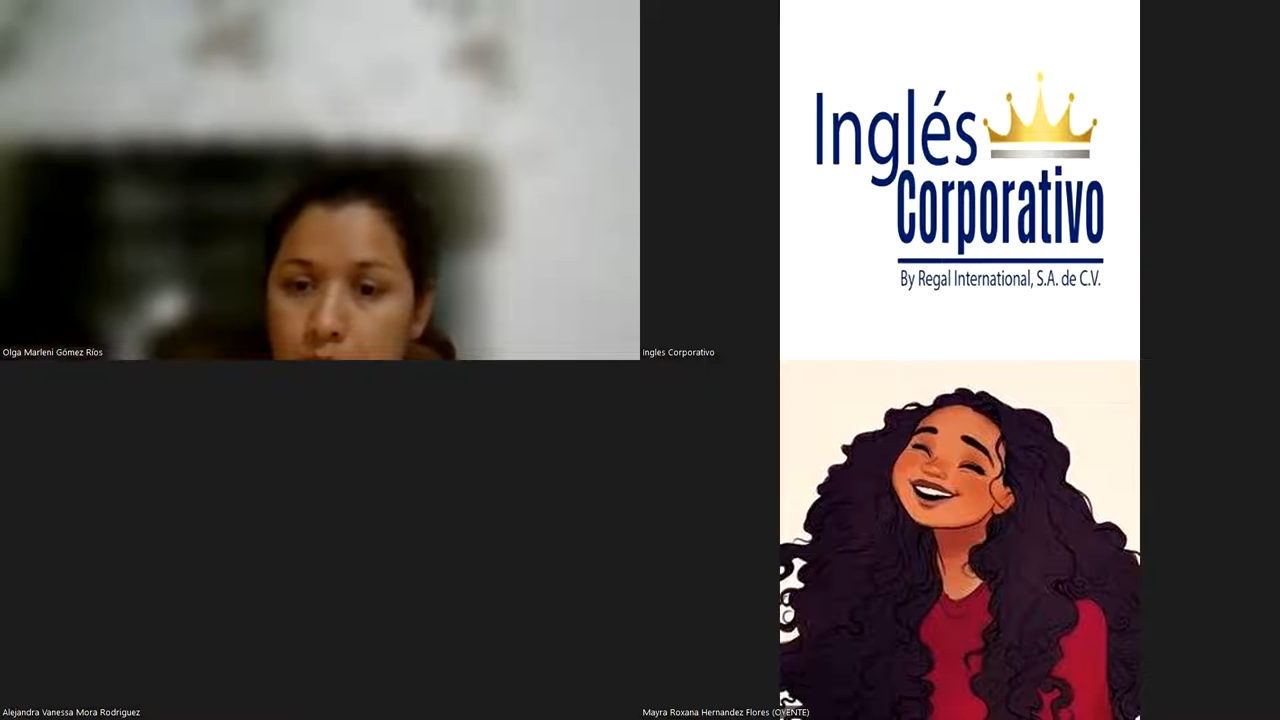 Inglés
Corporativo
By Regal International, S.A. de C.V.
Olga Marleni Gómez Ríos
Ingles Corporativo
Alejandra Vanessa Mora Rodriguez
Mayra Roxana Hernandez Flores (OYENTE)